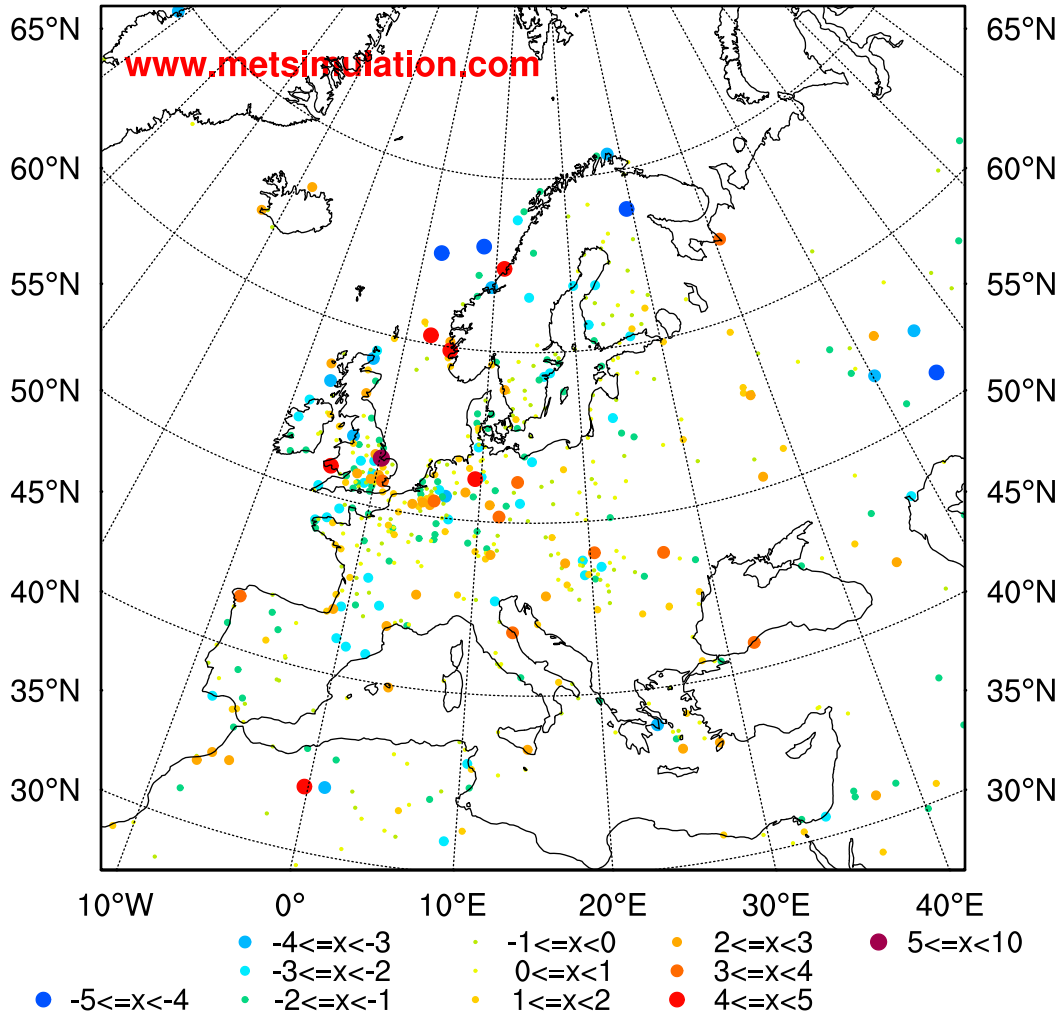 65°N 65°N
www.metsimulation.com
60°N 60°N
55°N 55°N
50°N 50°N
45°N 45°N
40°N 40°N
35°N 35°N
30°N 30°N
10°W 0° 10°E 20°E 30°E 40°E
-4<=x<-3 -1<=x<0 2<=x<3 5<=x<10
-3<=x<-2 0<=x<1 3<=x<4
-5<=x<-4 -2<=x<-1 1<=x<2 4<=x<5